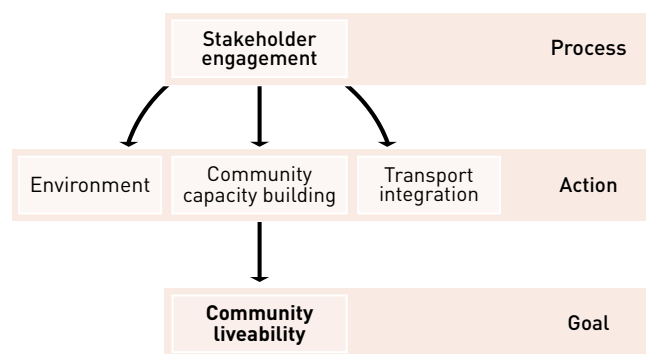 Stakeholder
engagement
Process
Environment
Community
capacity building
Transport
integration
Action
Community
liveability
Goal